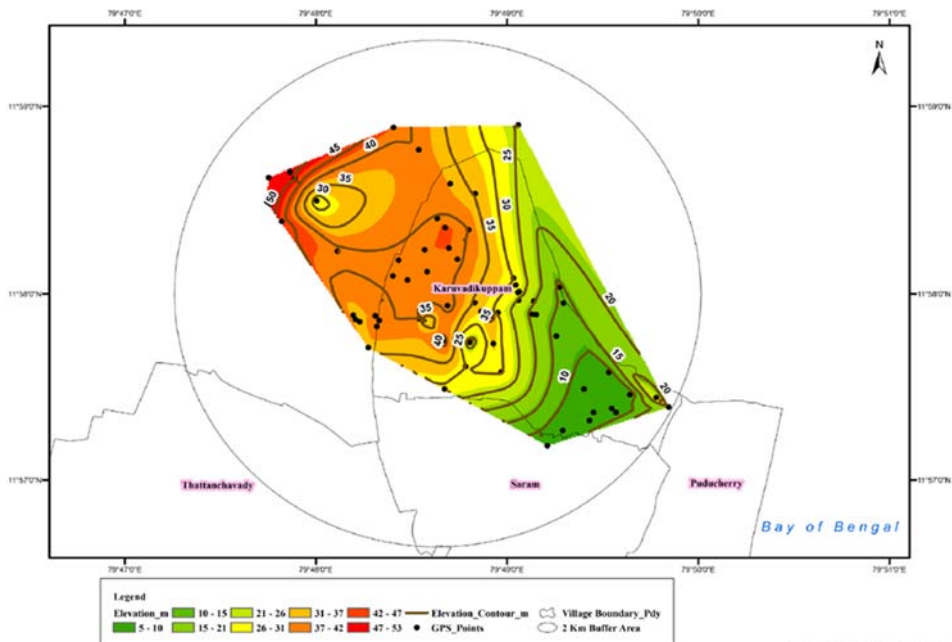 79°47'0"E 79°48'0"E 79°49'0"E 79°50'0"E 79°51'0"E
N
11°59'0"N 11°59'0"N
45 40 25
50 35
30 30
35
11°58'0"N Karuvadikuppam 11°58'0"N
20
35 35
40 25 15
10 20
11°57'0"N Thattanchavady Saram Puducherry 11°57'0"N
Bay of Bengal
79°47'0"E 79°48'0"E 79°49'0"E 79°50'0"E 79°51'0"E
Legend
Elevation_m 10 - 15 21 - 26 31 - 37 42 - 47 Elevation_Contour_m Village Boundary_Pdy
5 - 10 15 - 21 26 - 31 37 - 42 47 - 53 GPS_Points 2 Km Buffer Area